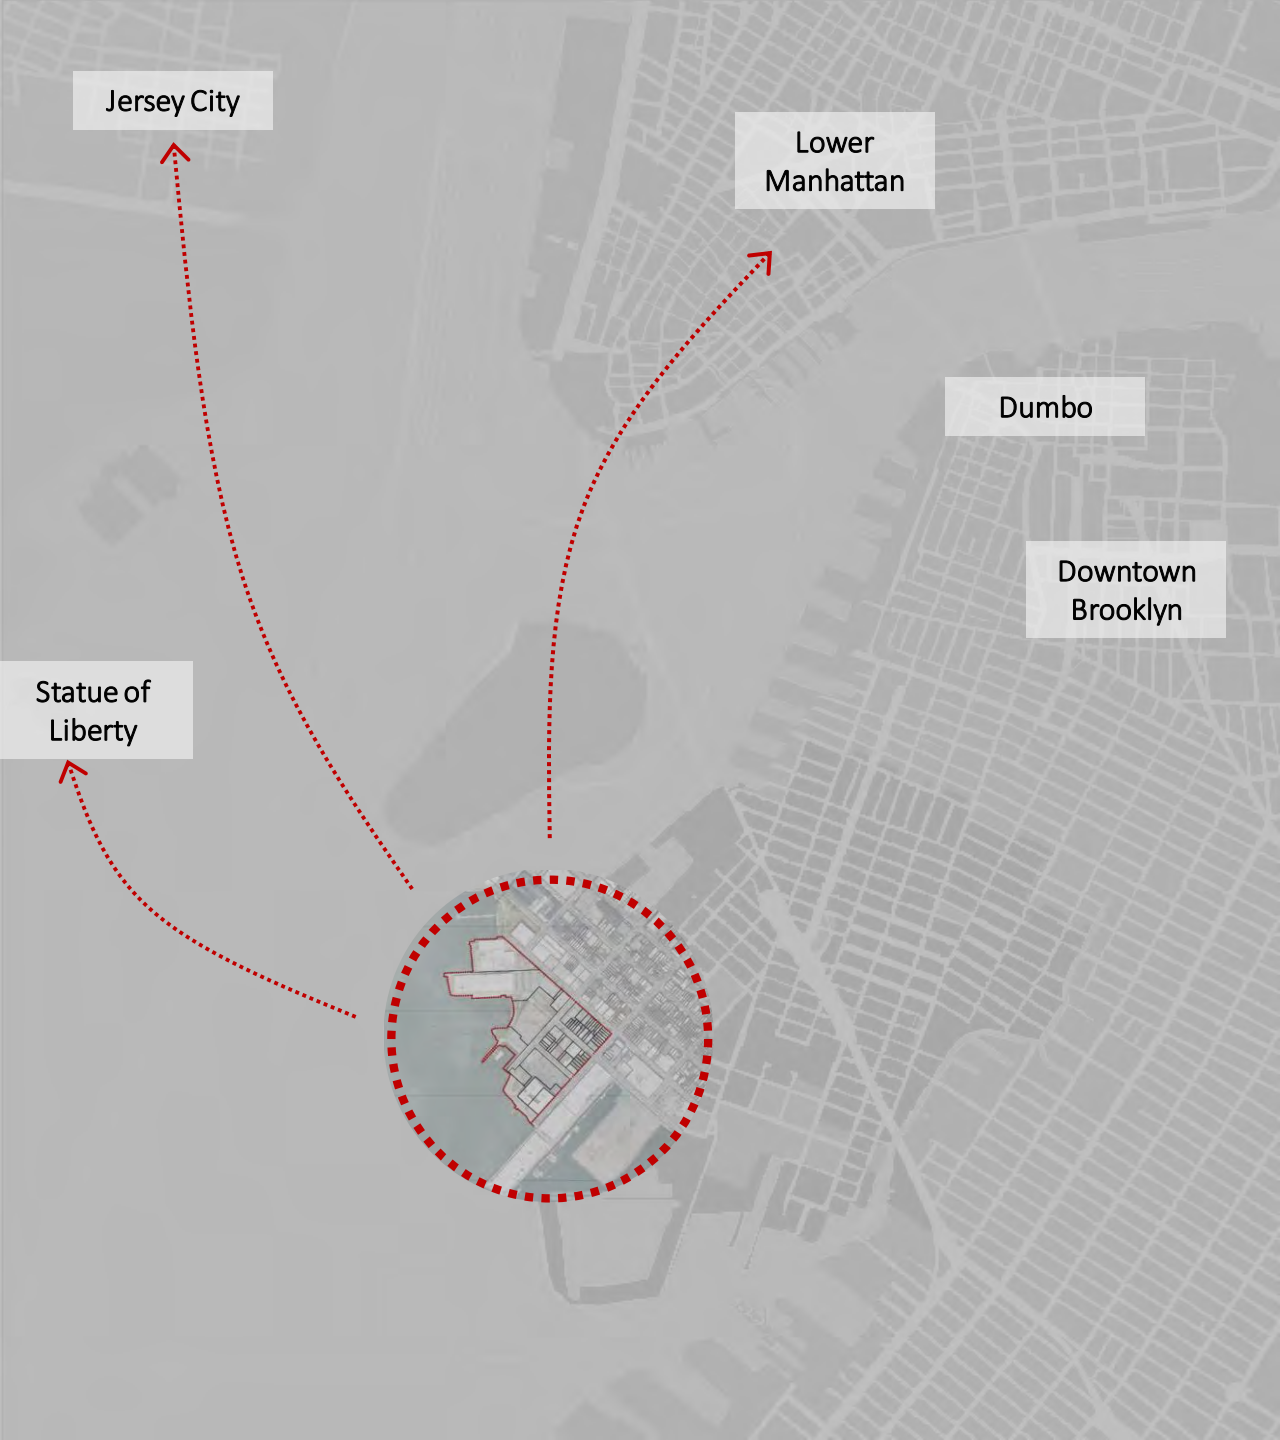 Jersey City
Lower
Manhattan
Dumbo
Downtown
Brooklyn
Statue of
Liberty